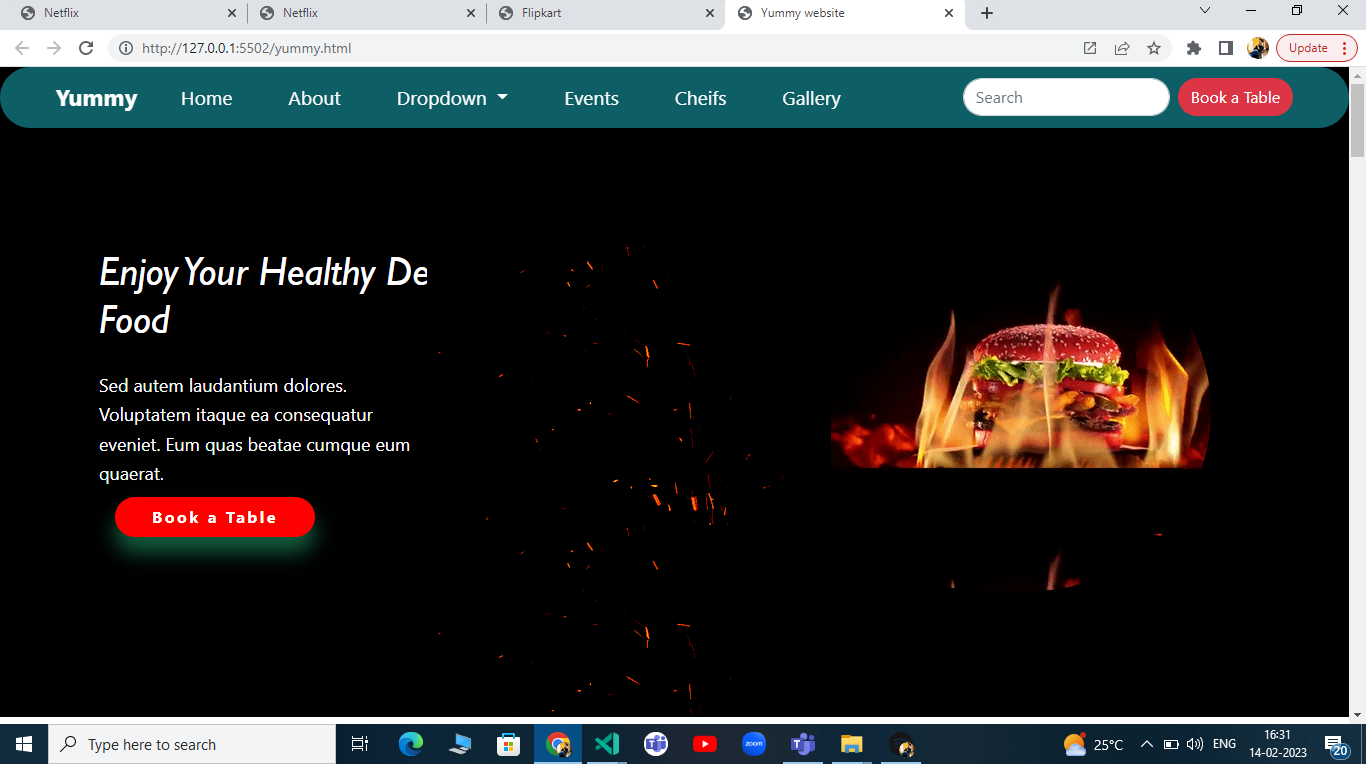 Netflix
Netflix
Flipkart
Yummy website
http://127.0.0.1:5502/yummy.html
Update
Yummy Home About Dropdown Events Cheifs Gallery
Search
Book a Table
Enjoy Your Healthy De
Food
Sed autem laudantium dolores.
Voluptatem itaque ea consequatur
eveniet. Eum quas beatae cumque eum
quaerat.
Book a Table
Type here to search
zoom
25°C
ENG
16:31
14-02-2023
20